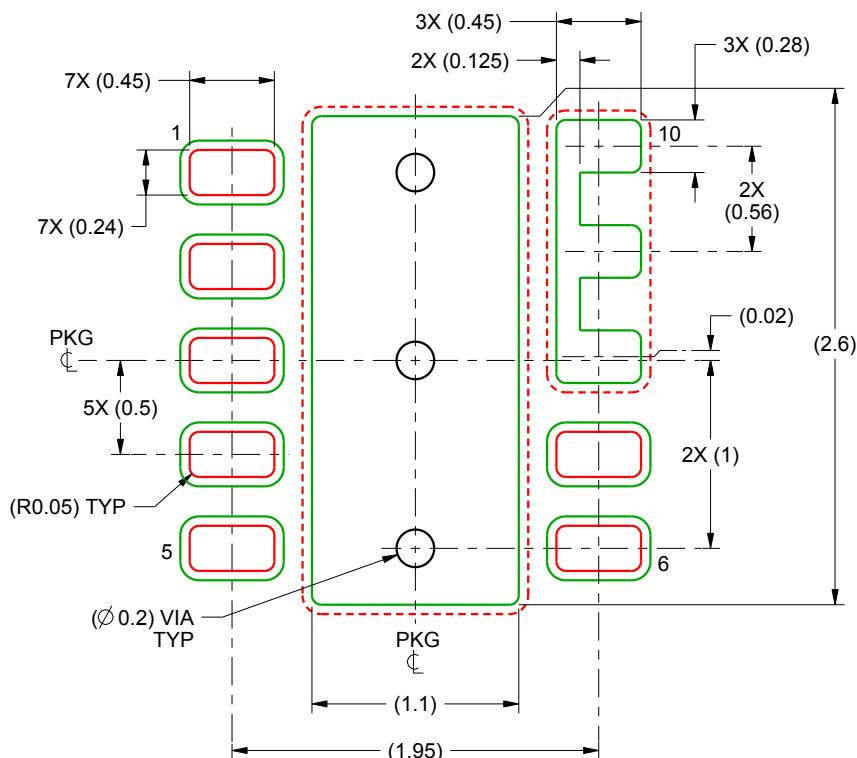 3X (0.45)
2X (0.125)
3X (0.28)
7X (0.45)
1
10
2X
(0.56)
7X (0.24)
(0.02)
PKG
℄
(2.6)
5X (0.5)
2X (1)
(R0.05) TYP
5
6
(∅ 0.2) VIA
TYP
PKG
℄
(1.1)
(1.95)